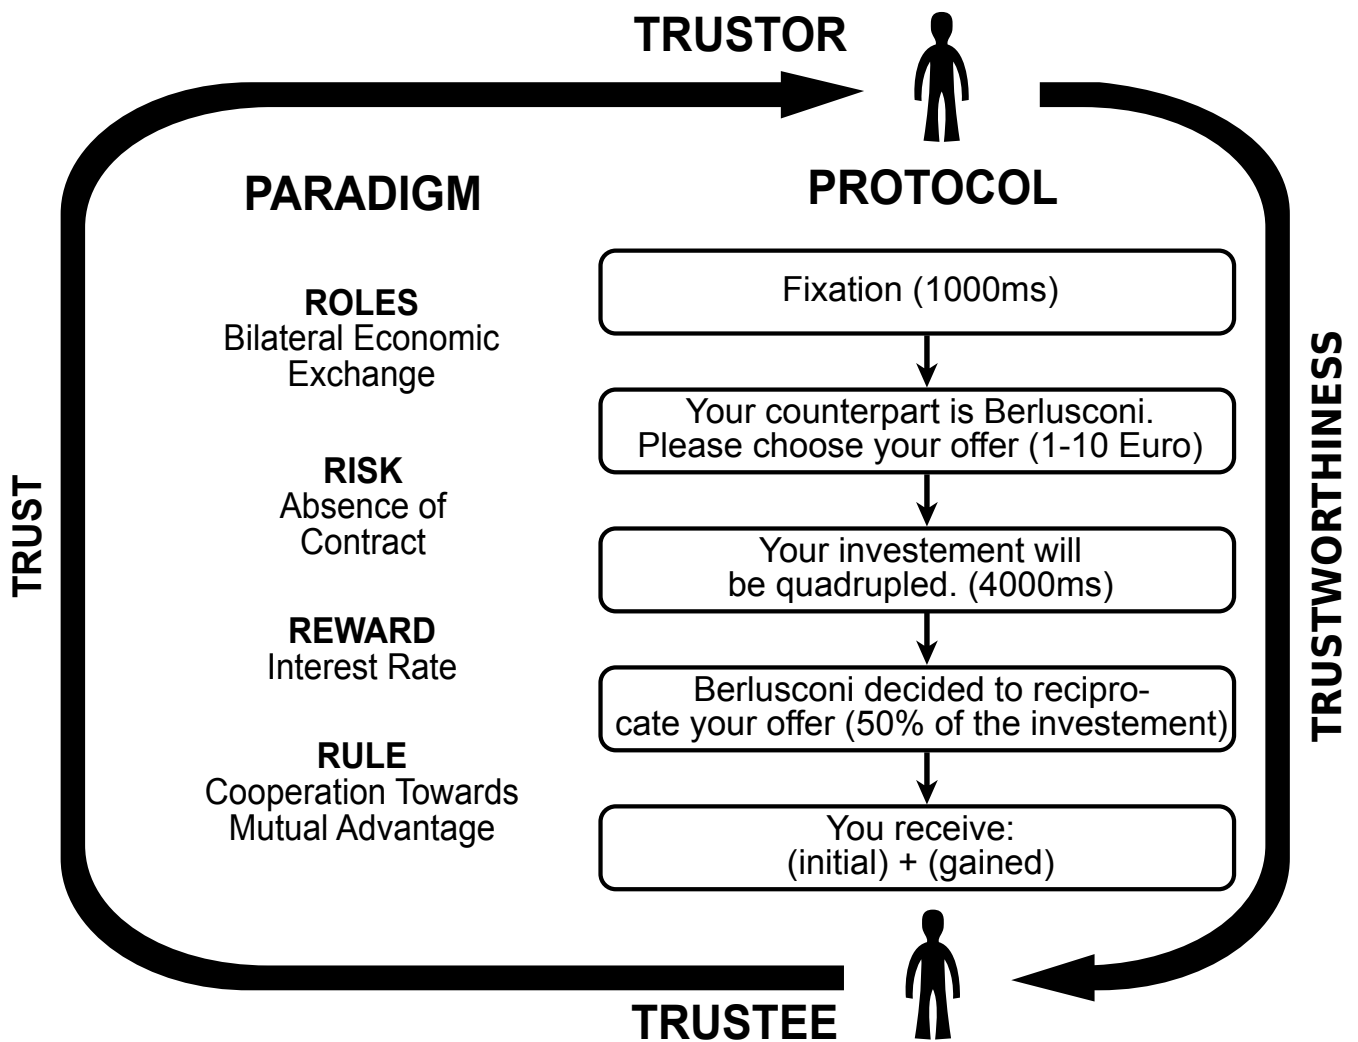 TRUSTOR
PARADIGM
PROTOCOL
ROLES
Bilateral Economic
Exchange
RISK
Absence of
Contract
REWARD
Interest Rate
RULE
Cooperation Towards
Mutual Advantage
Fixation (1000ms)
Your counterpart is Berlusconi.
Please choose your offer (1-10 Euro)
Your investement will
be quadrupled. (4000ms)
Berlusconi decided to recipro-
cate your offer (50% of the investement)
You receive:
(initial) + (gained)
TRUST
TRUSTWORTHINESS
TRUSTEE